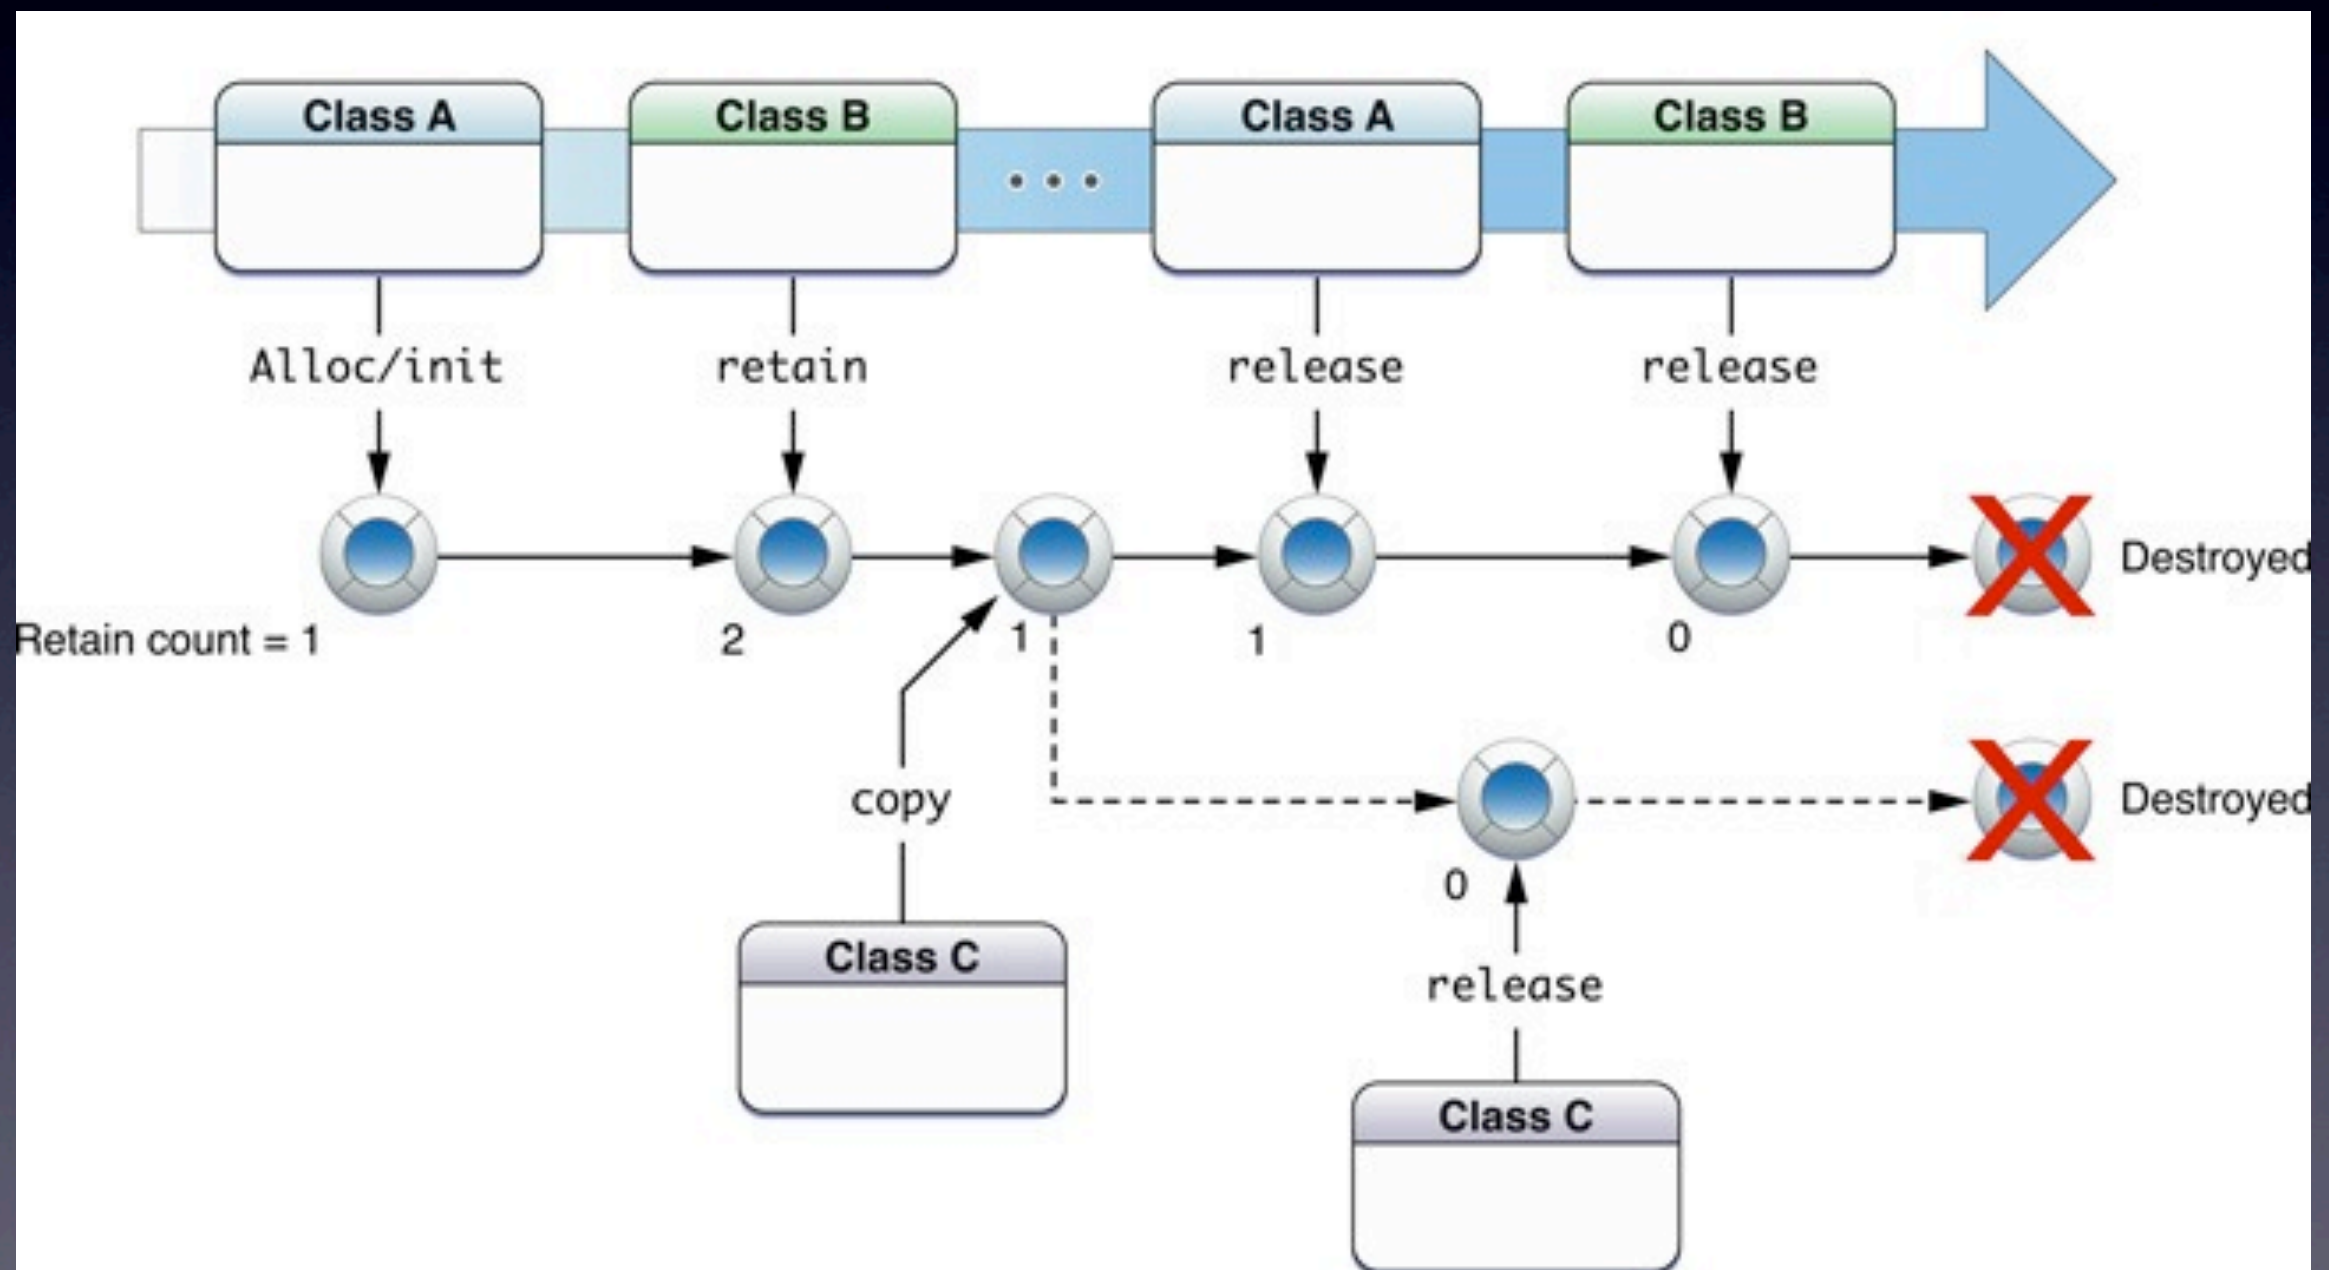 Class A
Class B
Class A
Class B
Alloc/init
retain
release
release
Destroyed
Retain count = 1
2
1
1
0
copy
Destroyed
0
Class C
release
Class C